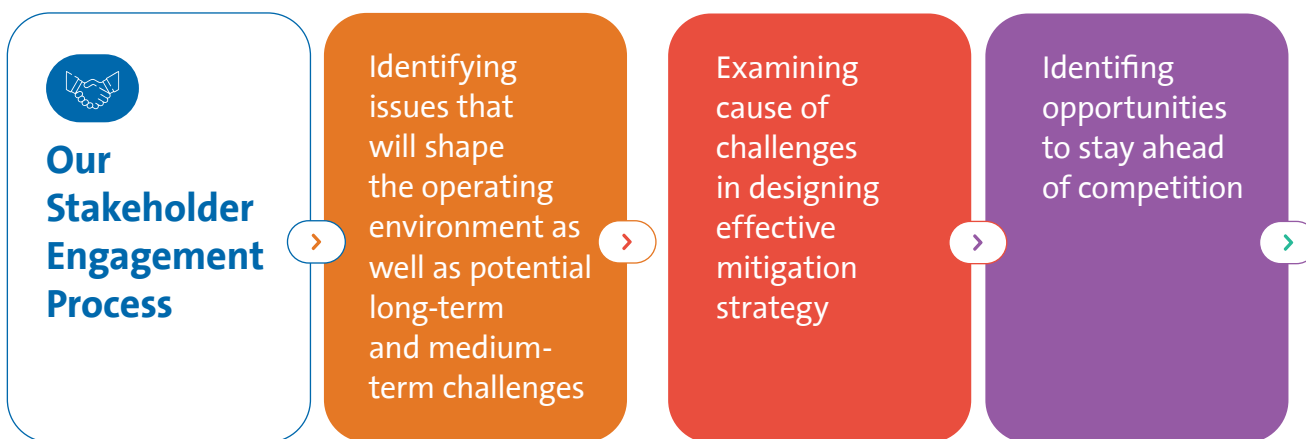 Our
Stakeholder
Engagement
Process
Identifying
issues that
will shape
the operating
environment as
well as potential
long-term
and medium-
term challenges
Examining
cause of
challenges
in designing
effective
mitigation
strategy
Identifing
opportunities
to stay ahead
of competition